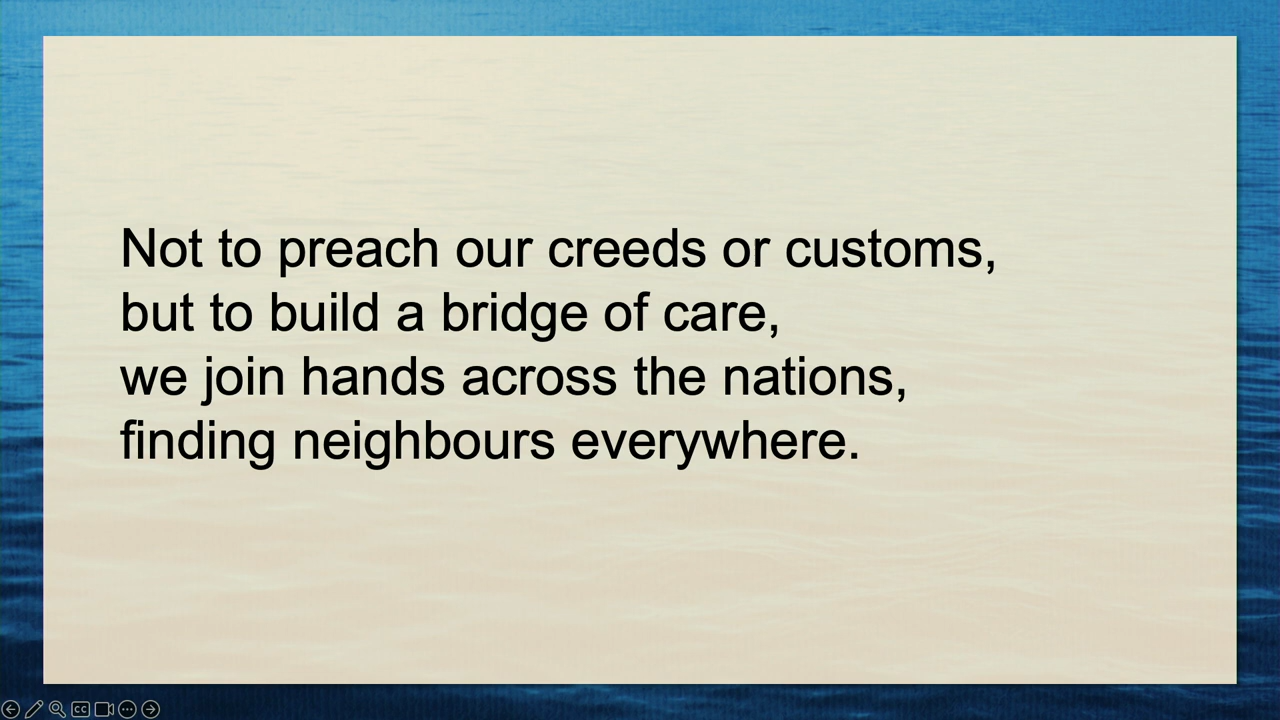 Not to preach our creeds or customs,
but to build a bridge of care,
we join hands across the nations,
finding neighbours everywhere.
CC